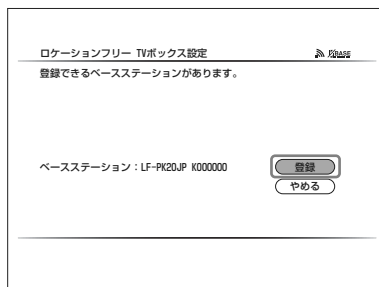 ロケーションフリー TVボックス設定
登録できるベースステーションがあります。
ベースステーション：LF-PK20JP K000000
登録
やめる